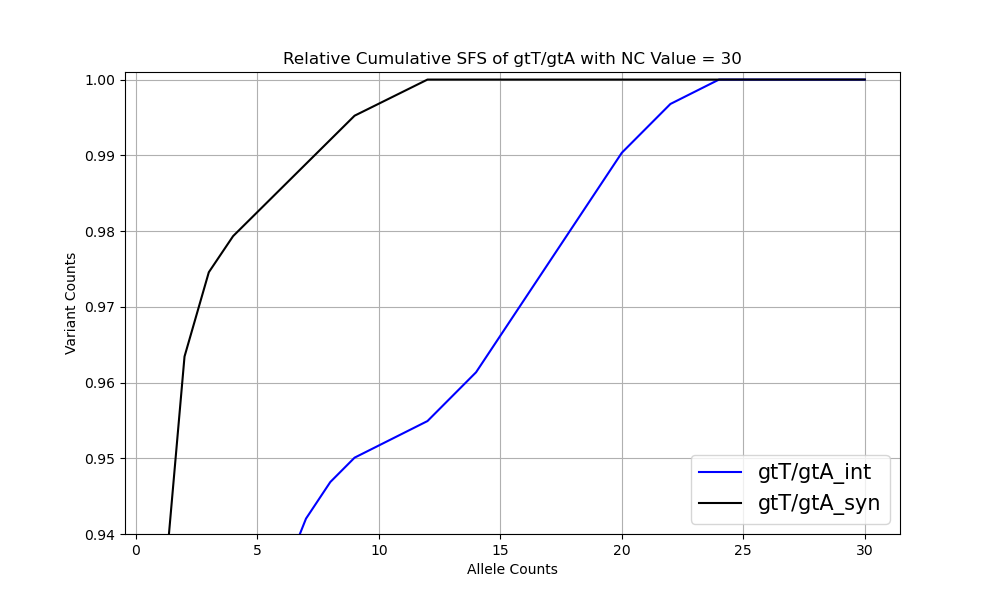 Relative Cumulative SFS of gtT/gtA with NC Value = 30
1.00
0.99
0.98
0.97
0.96
0.95
0.94
Variant Counts
0
5
10
15
20
25
30
Allele Counts
gtT/gtA_int
gtT/gtA_syn